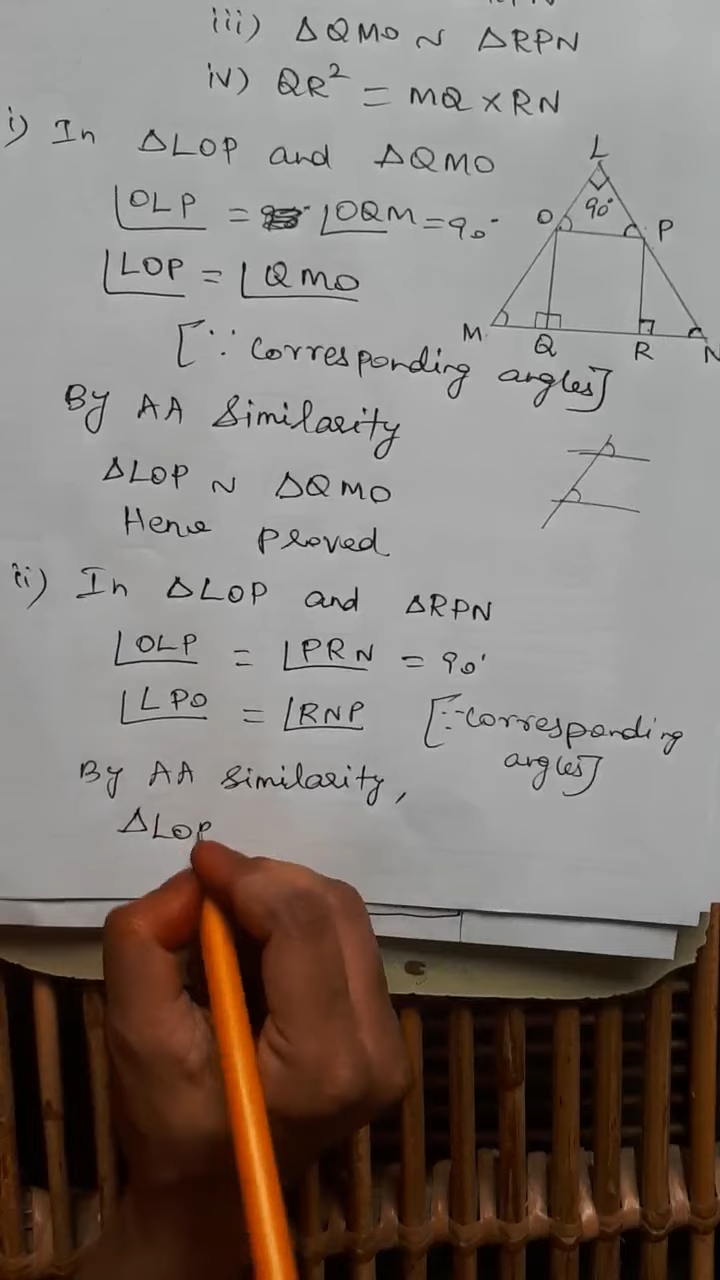 iii) ΔQMO ~ ΔRPN
iv) QR² = MQ × RN
i) In ΔLOP and ΔQMO
∠OLP = ∠OQM = 90°
∠LOP = ∠QMO
[∵ Corresponding angles]
By AA Similarity
ΔLOP ~ ΔQMO
Hence proved
ii) In ΔLOP and ΔRPN
∠OLP = ∠PRN = 90°
∠LPO = ∠RNP [∵ Corresponding
angles]
By AA Similarity,
ΔLOP
L
90°
O
P
M
Q
R
N